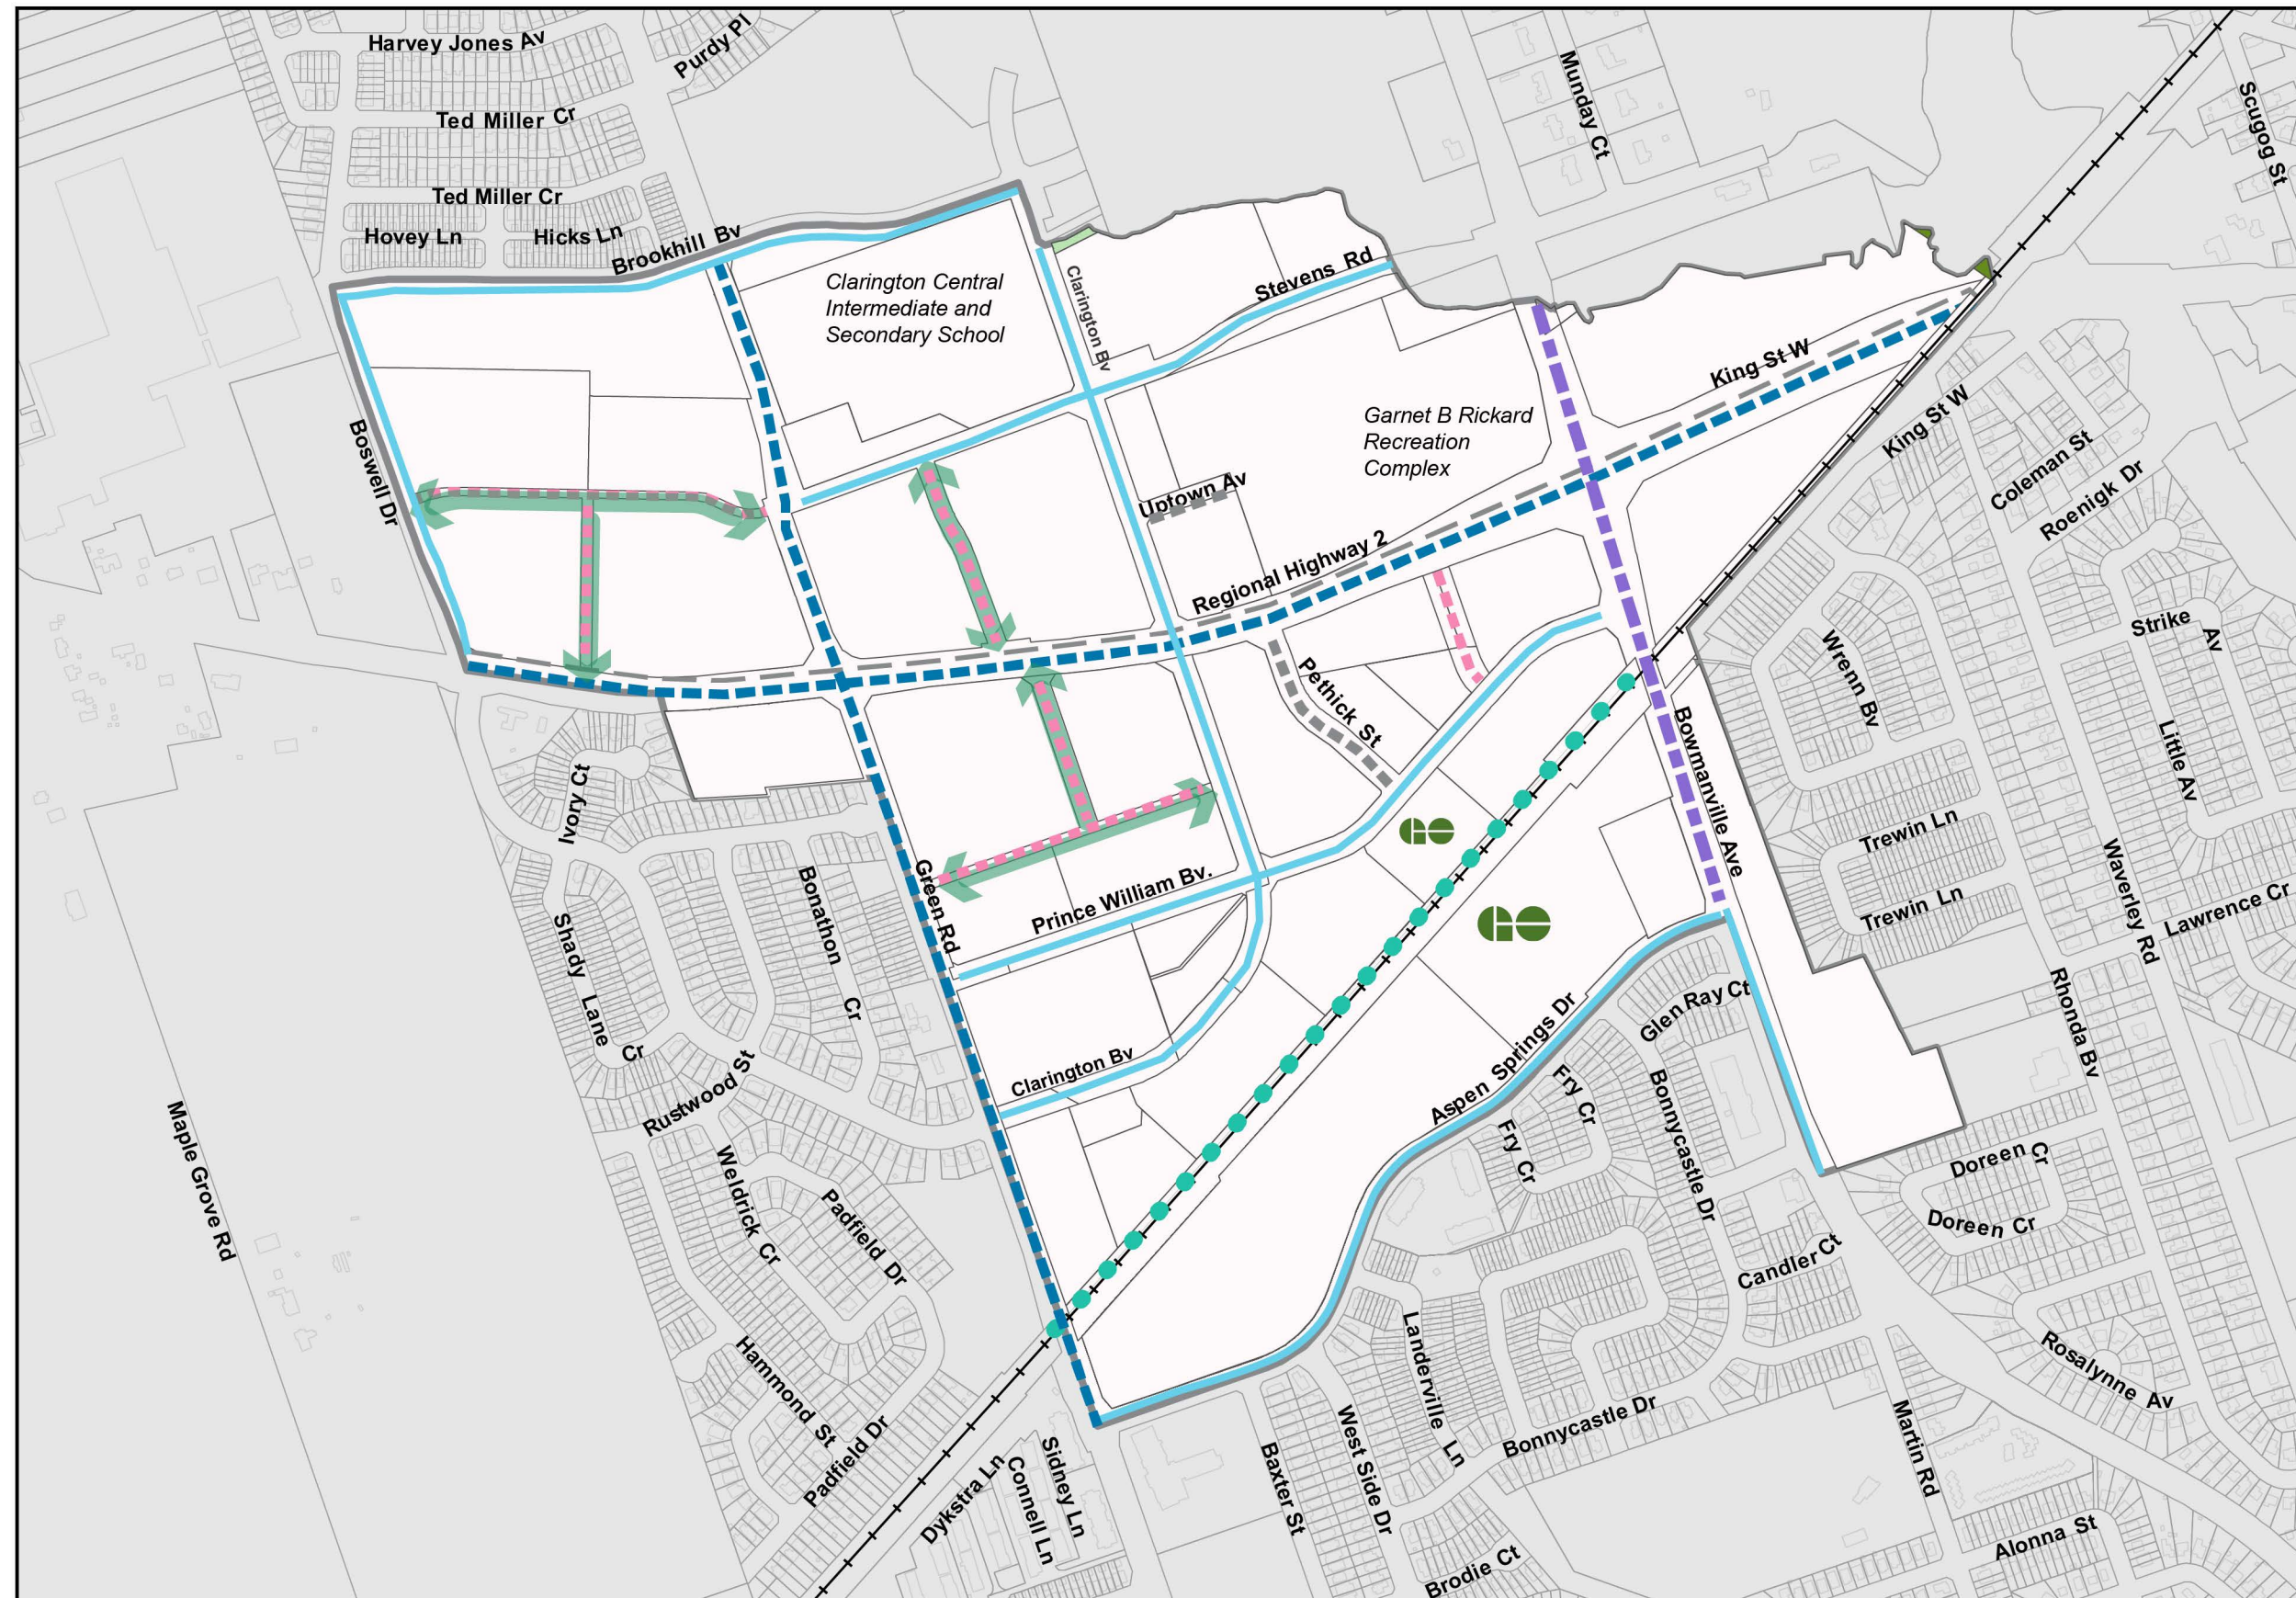 Harvey Jones Av
Purdy Pl
Ted Miller Cr
Ted Miller Cr
Hovey Ln
Hicks Ln
Brookhill Bv
Munday Ct
Scugog St
Clarington Central
Intermediate and
Secondary School
Clarington Bv
Stevens Rd
King St W
King St W
Garnet B Rickard
Recreation
Complex
Coleman St
Roenigk Dr
Boswell Dr
Uptown Av
Regional Highway 2
Pethick St
Strike Av
Wrenn Bv
Little Av
Ivory Ct
Bowmanville Ave
GO
GO
Trewin Ln
Trewin Ln
Waverley Rd
Lawrence Cr
Green Rd
Prince William Bv.
Bonathon Cr
Shady Lane Cr
Rhonda Bv
Glen Ray Ct
Clarington Bv
Aspen Springs Dr
Fry Cr
Fry Cr
Bonnycastle Dr
Rustwood St
Maple Grove Rd
Weldrick Cr
Padfield Dr
Doreen Cr
Doreen Cr
Candler Ct
Landerville Ln
Hammond St
Padfield Dr
Rosalynne Av
Bonnycastle Dr
West Side Dr
Martin Rd
Baxter St
Sidney Ln
Connell Ln
Dykstra Ln
Alonna St
Brodie Ct